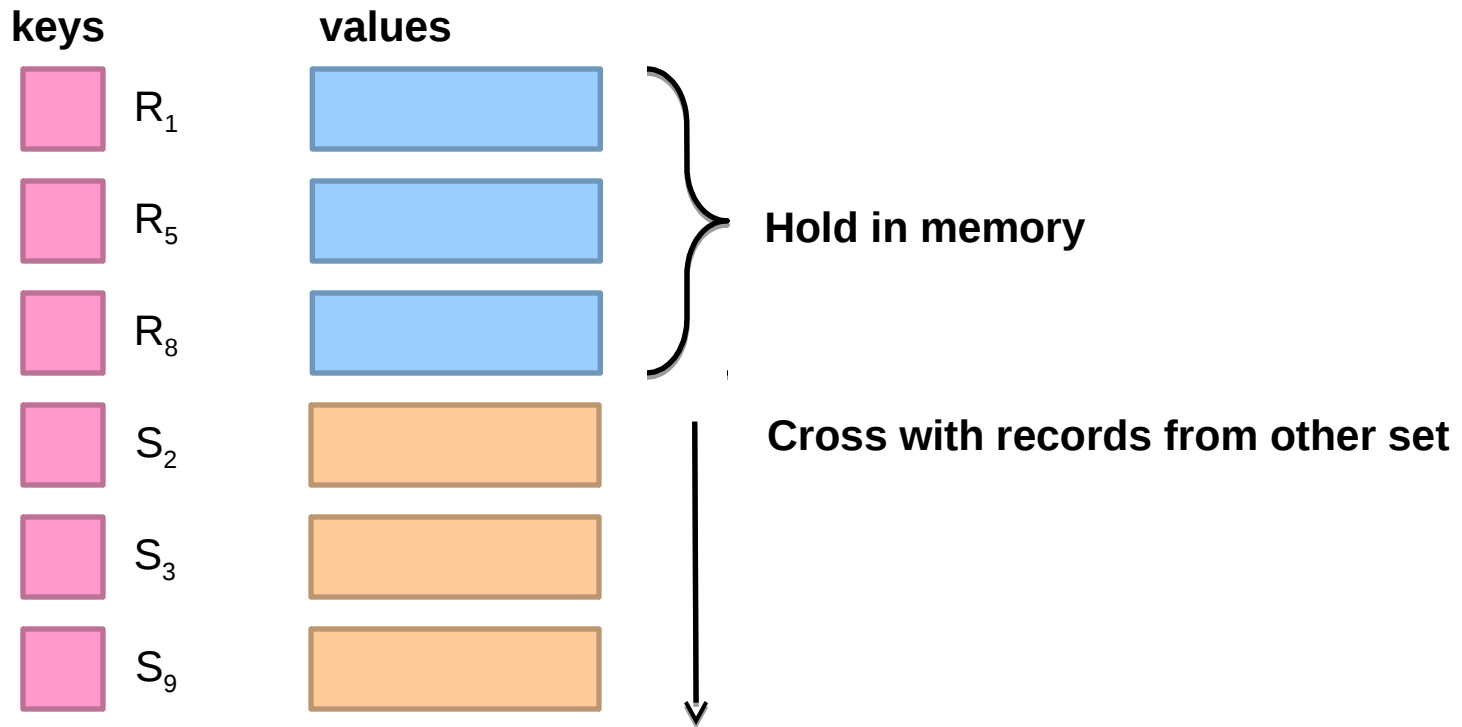 keys values
R1
R5
Hold in memory
R8
Cross with records from other set
S2
S3
S9